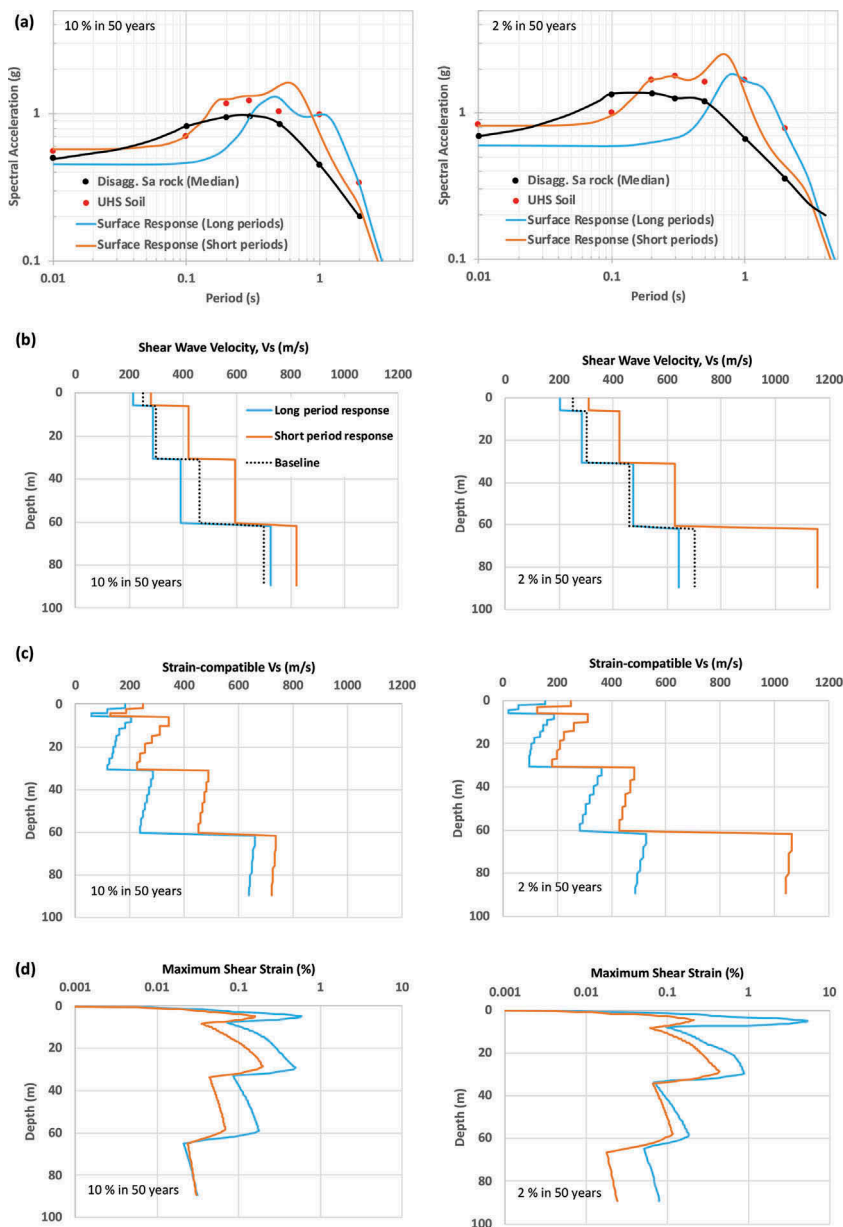 (a)
10 % in 50 years
Spectral Acceleration (g)
1
0.1
Disagg. Sa rock (Median)
UHS Soil
Surface Response (Long periods)
Surface Response (Short periods)
0.01 0.1 1
Period (s)
2 % in 50 years
Spectral Acceleration (g)
1
0.1
Disagg. Sa rock (Median)
UHS Soil
Surface Response (Long periods)
Surface Response (Short periods)
0.01 0.1 1
Period (s)
(b)
Shear Wave Velocity, Vs (m/s)
0 200 400 600 800 1000 1200
0
20
40
60
80
100
Depth (m)
Long period response
Short period response
Baseline
10 % in 50 years
Shear Wave Velocity, Vs (m/s)
0 200 400 600 800 1000 1200
0
20
40
60
80
100
Depth (m)
2 % in 50 years
(c)
Strain-compatible Vs (m/s)
0 200 400 600 800 1000 1200
0
20
40
60
80
100
Depth (m)
10 % in 50 years
Strain-compatible Vs (m/s)
0 200 400 600 800 1000 1200
0
20
40
60
80
100
Depth (m)
2 % in 50 years
(d)
Maximum Shear Strain (%)
0.001 0.01 0.1 1 10
0
20
40
60
80
100
Depth (m)
10 % in 50 years
Maximum Shear Strain (%)
0.001 0.01 0.1 1 10
0
20
40
60
80
100
Depth (m)
2 % in 50 years